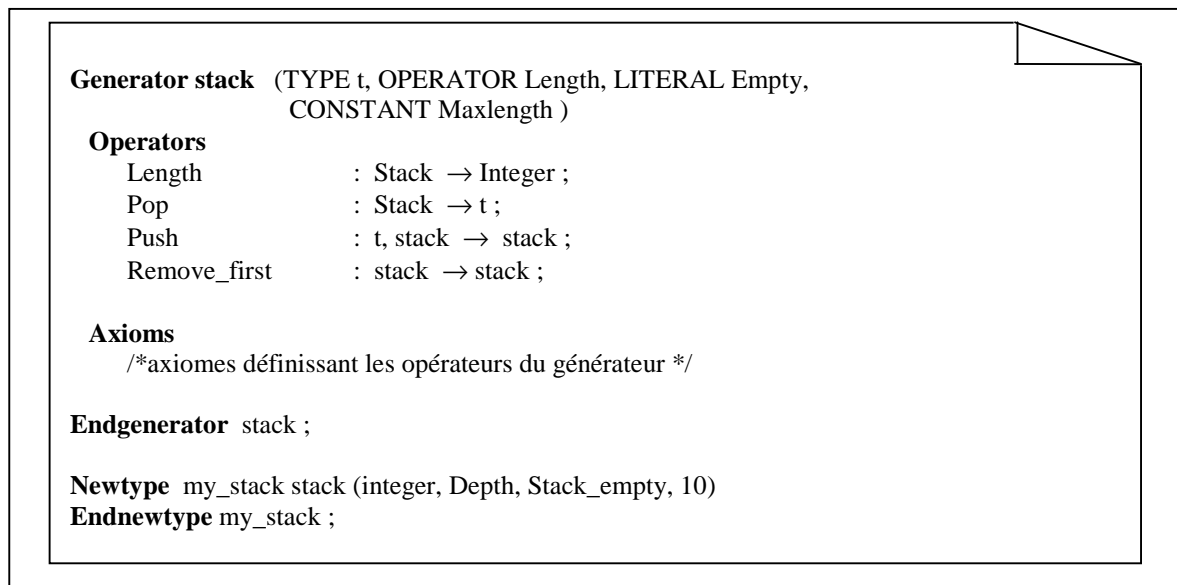 Generator stack (TYPE t, OPERATOR Length, LITERAL Empty,
CONSTANT Maxlength )
Operators
Length : Stack → Integer ;
Pop : Stack → t ;
Push : t, stack → stack ;
Remove_first : stack → stack ;
Axioms
/*axiomes définissant les opérateurs du générateur */
Endgenerator stack ;
Newtype my_stack stack (integer, Depth, Stack_empty, 10)
Endnewtype my_stack ;